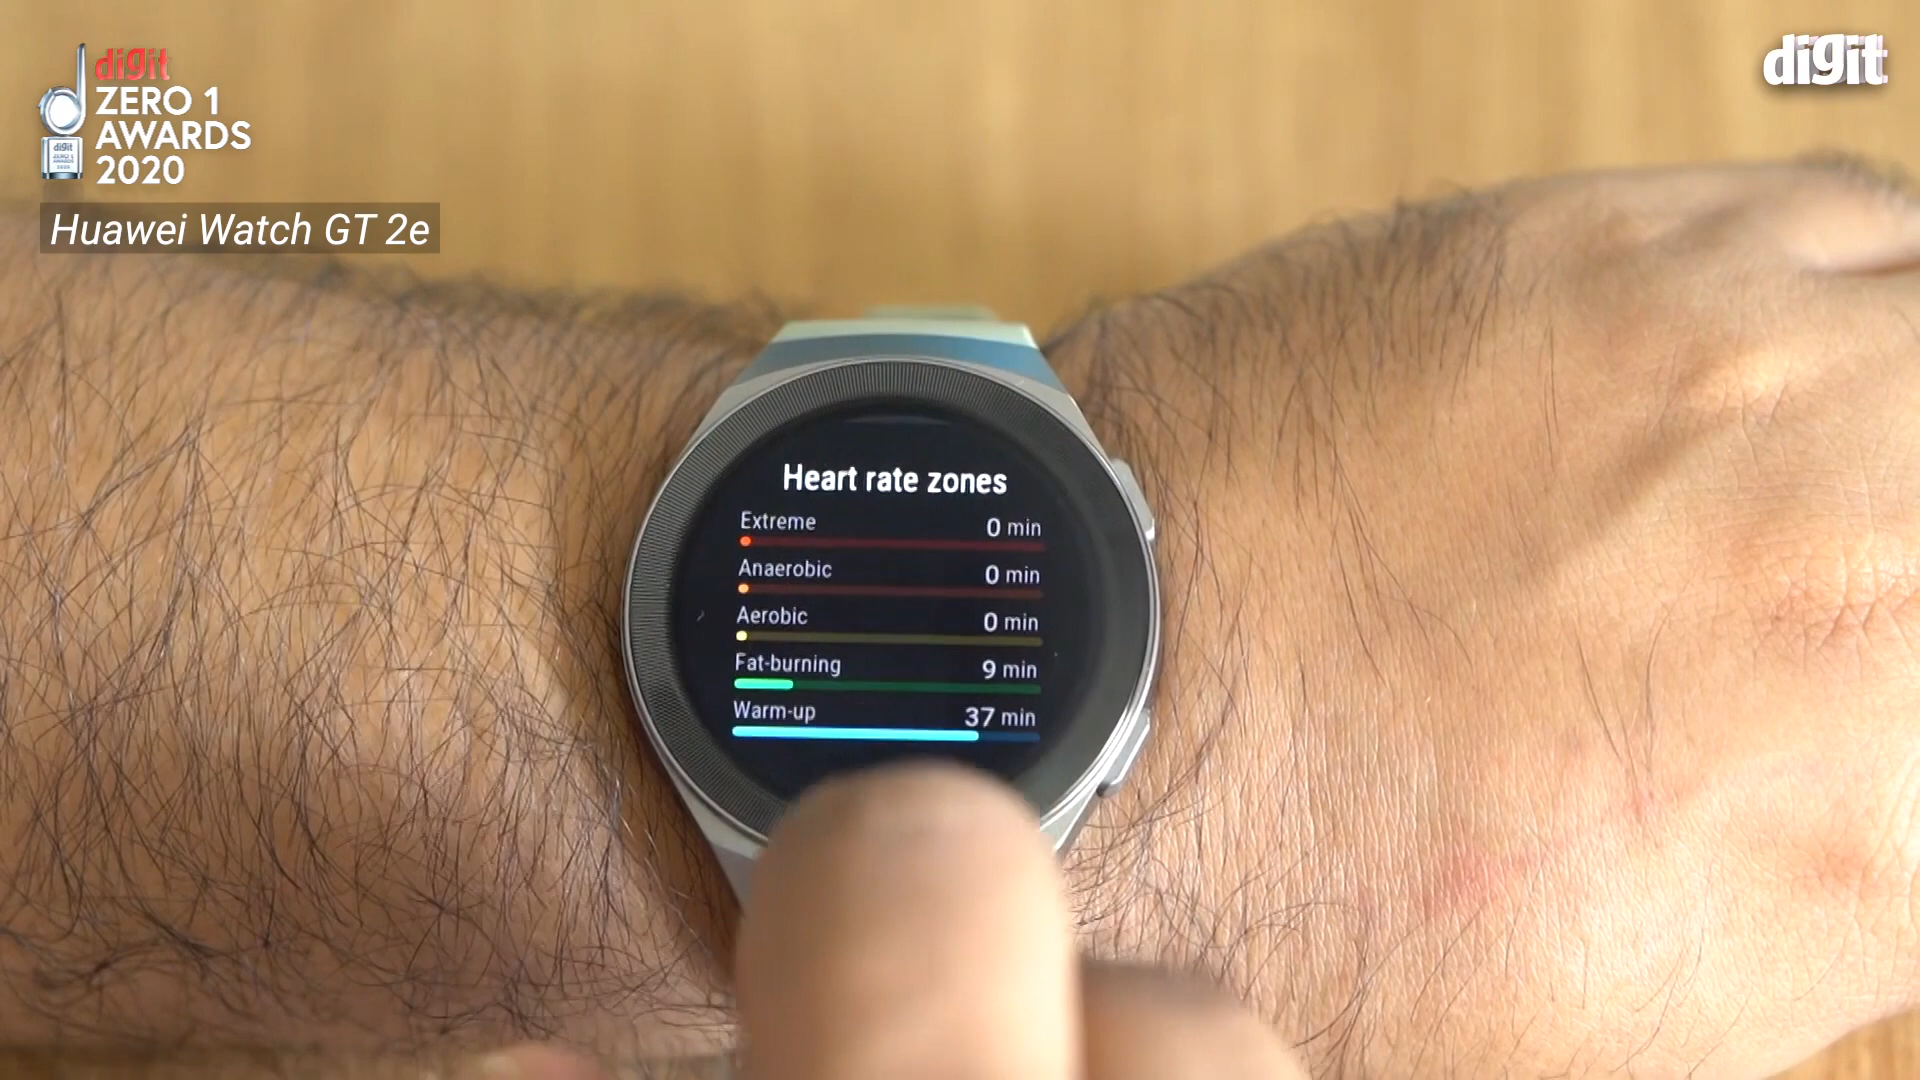 digit
ZERO 1
AWARDS
2020
Huawei Watch GT 2e
digit
Heart rate zones
Extreme 0 min
Anaerobic 0 min
Aerobic 0 min
Fat-burning 9 min
Warm-up 37 min